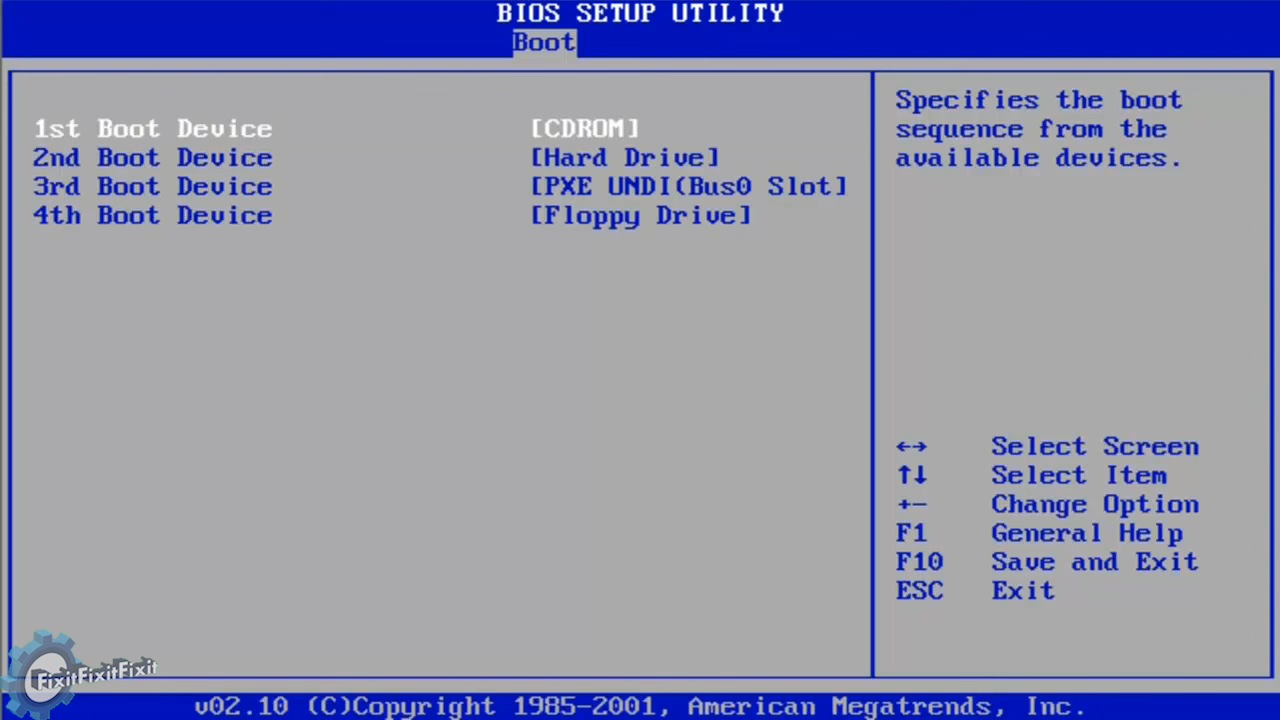 BIOS SETUP UTILITY
Boot
1st Boot Device [CDROM]
2nd Boot Device [Hard Drive]
3rd Boot Device [PXE UNDI(Bus0 Slot]
4th Boot Device [Floppy Drive]
Specifies the boot
sequence from the
available devices.
←→ Select Screen
↑↓ Select Item
+- Change Option
F1 General Help
F10 Save and Exit
ESC Exit
FixitFixitFixit
v02.10 (C)Copyright 1985-2001, American Megatrends, Inc.